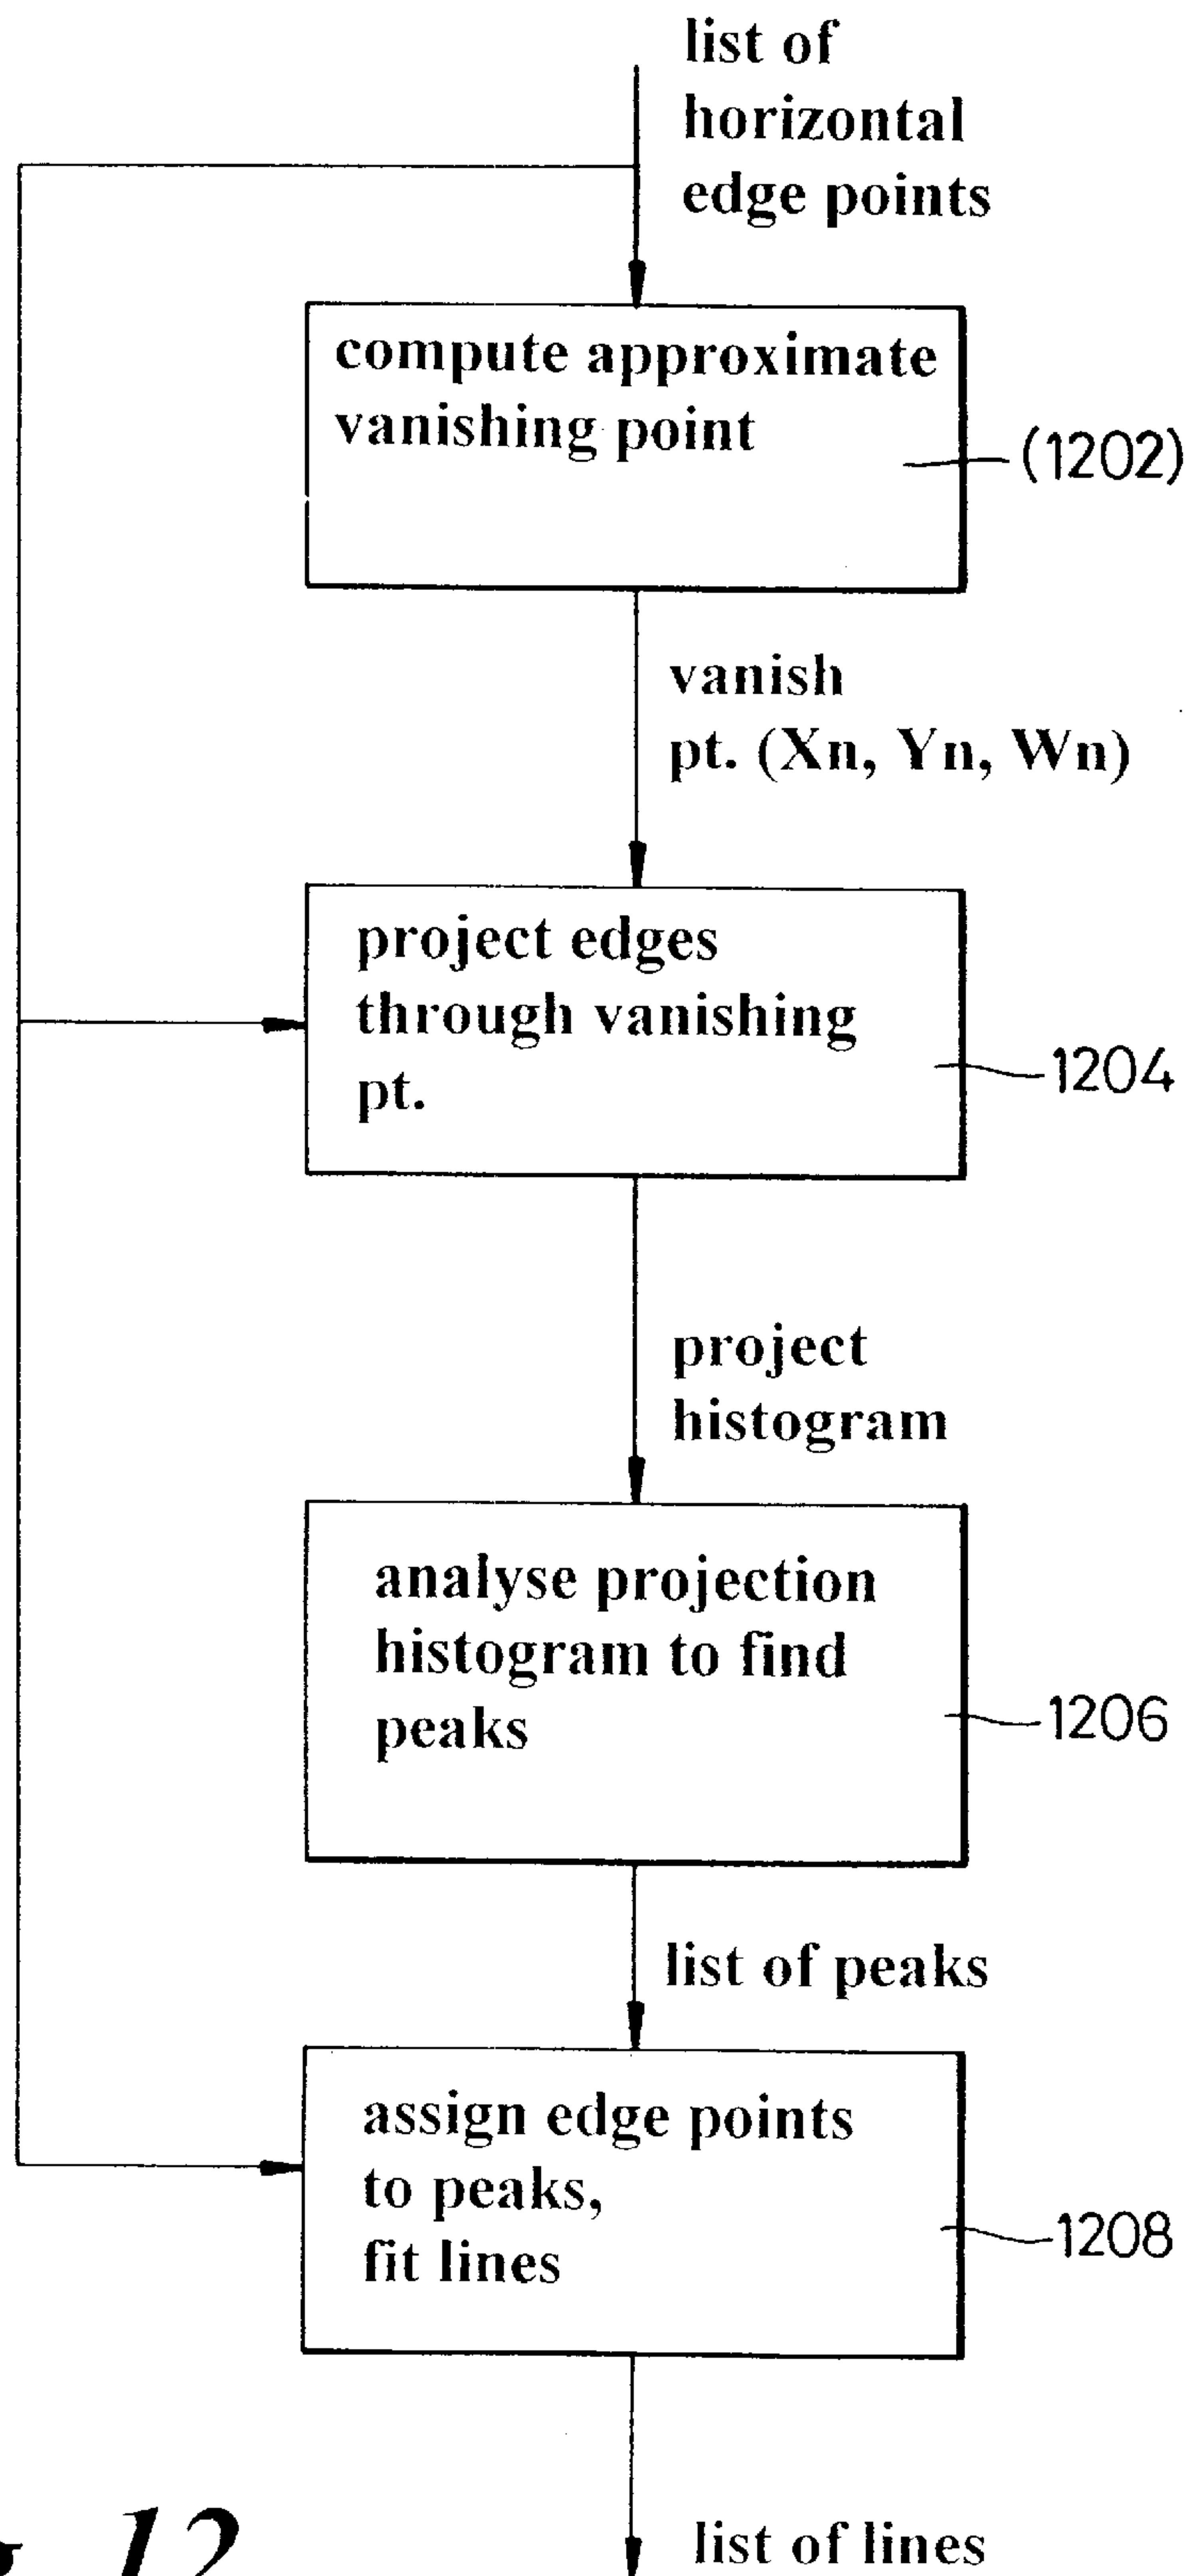 list of
horizontal
edge points
compute approximate
vanishing point
(1202)
vanish
pt. (Xn, Yn, Wn)
project edges
through vanishing
pt.
1204
project
histogram
analyse projection
histogram to find
peaks
1206
list of peaks
assign edge points
to peaks,
fit lines
1208
list of lines
12